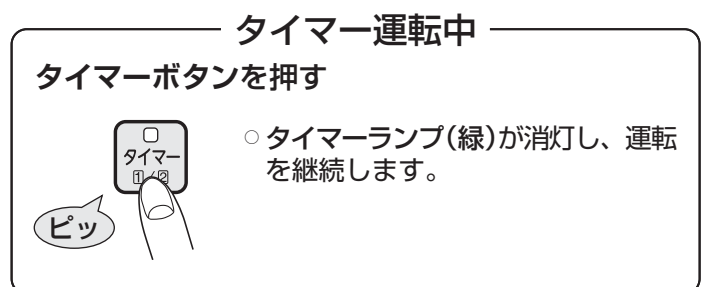 タイマー運転中
タイマーボタンを押す
○タイマーランプ(緑)が消灯し、運転
を継続します。
タイマー
1/2
ピッ